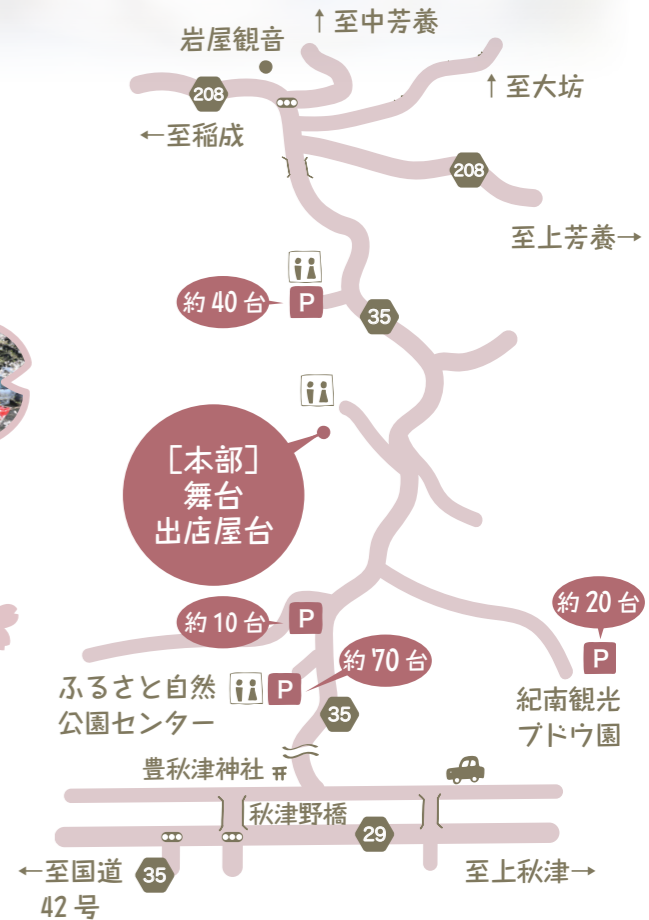 ↑至中芳養
岩屋観音
208
↑至大坊
←至稲成
208
至上芳養→
約40台
P
35
［本部］
舞台
出店屋台
約10台
P
約20台
P
紀南観光
ブドウ園
約70台
ふるさと自然
公園センター
P
35
豊秋津神社
秋津野橋
29
←至国道
42号
35
至上秋津→